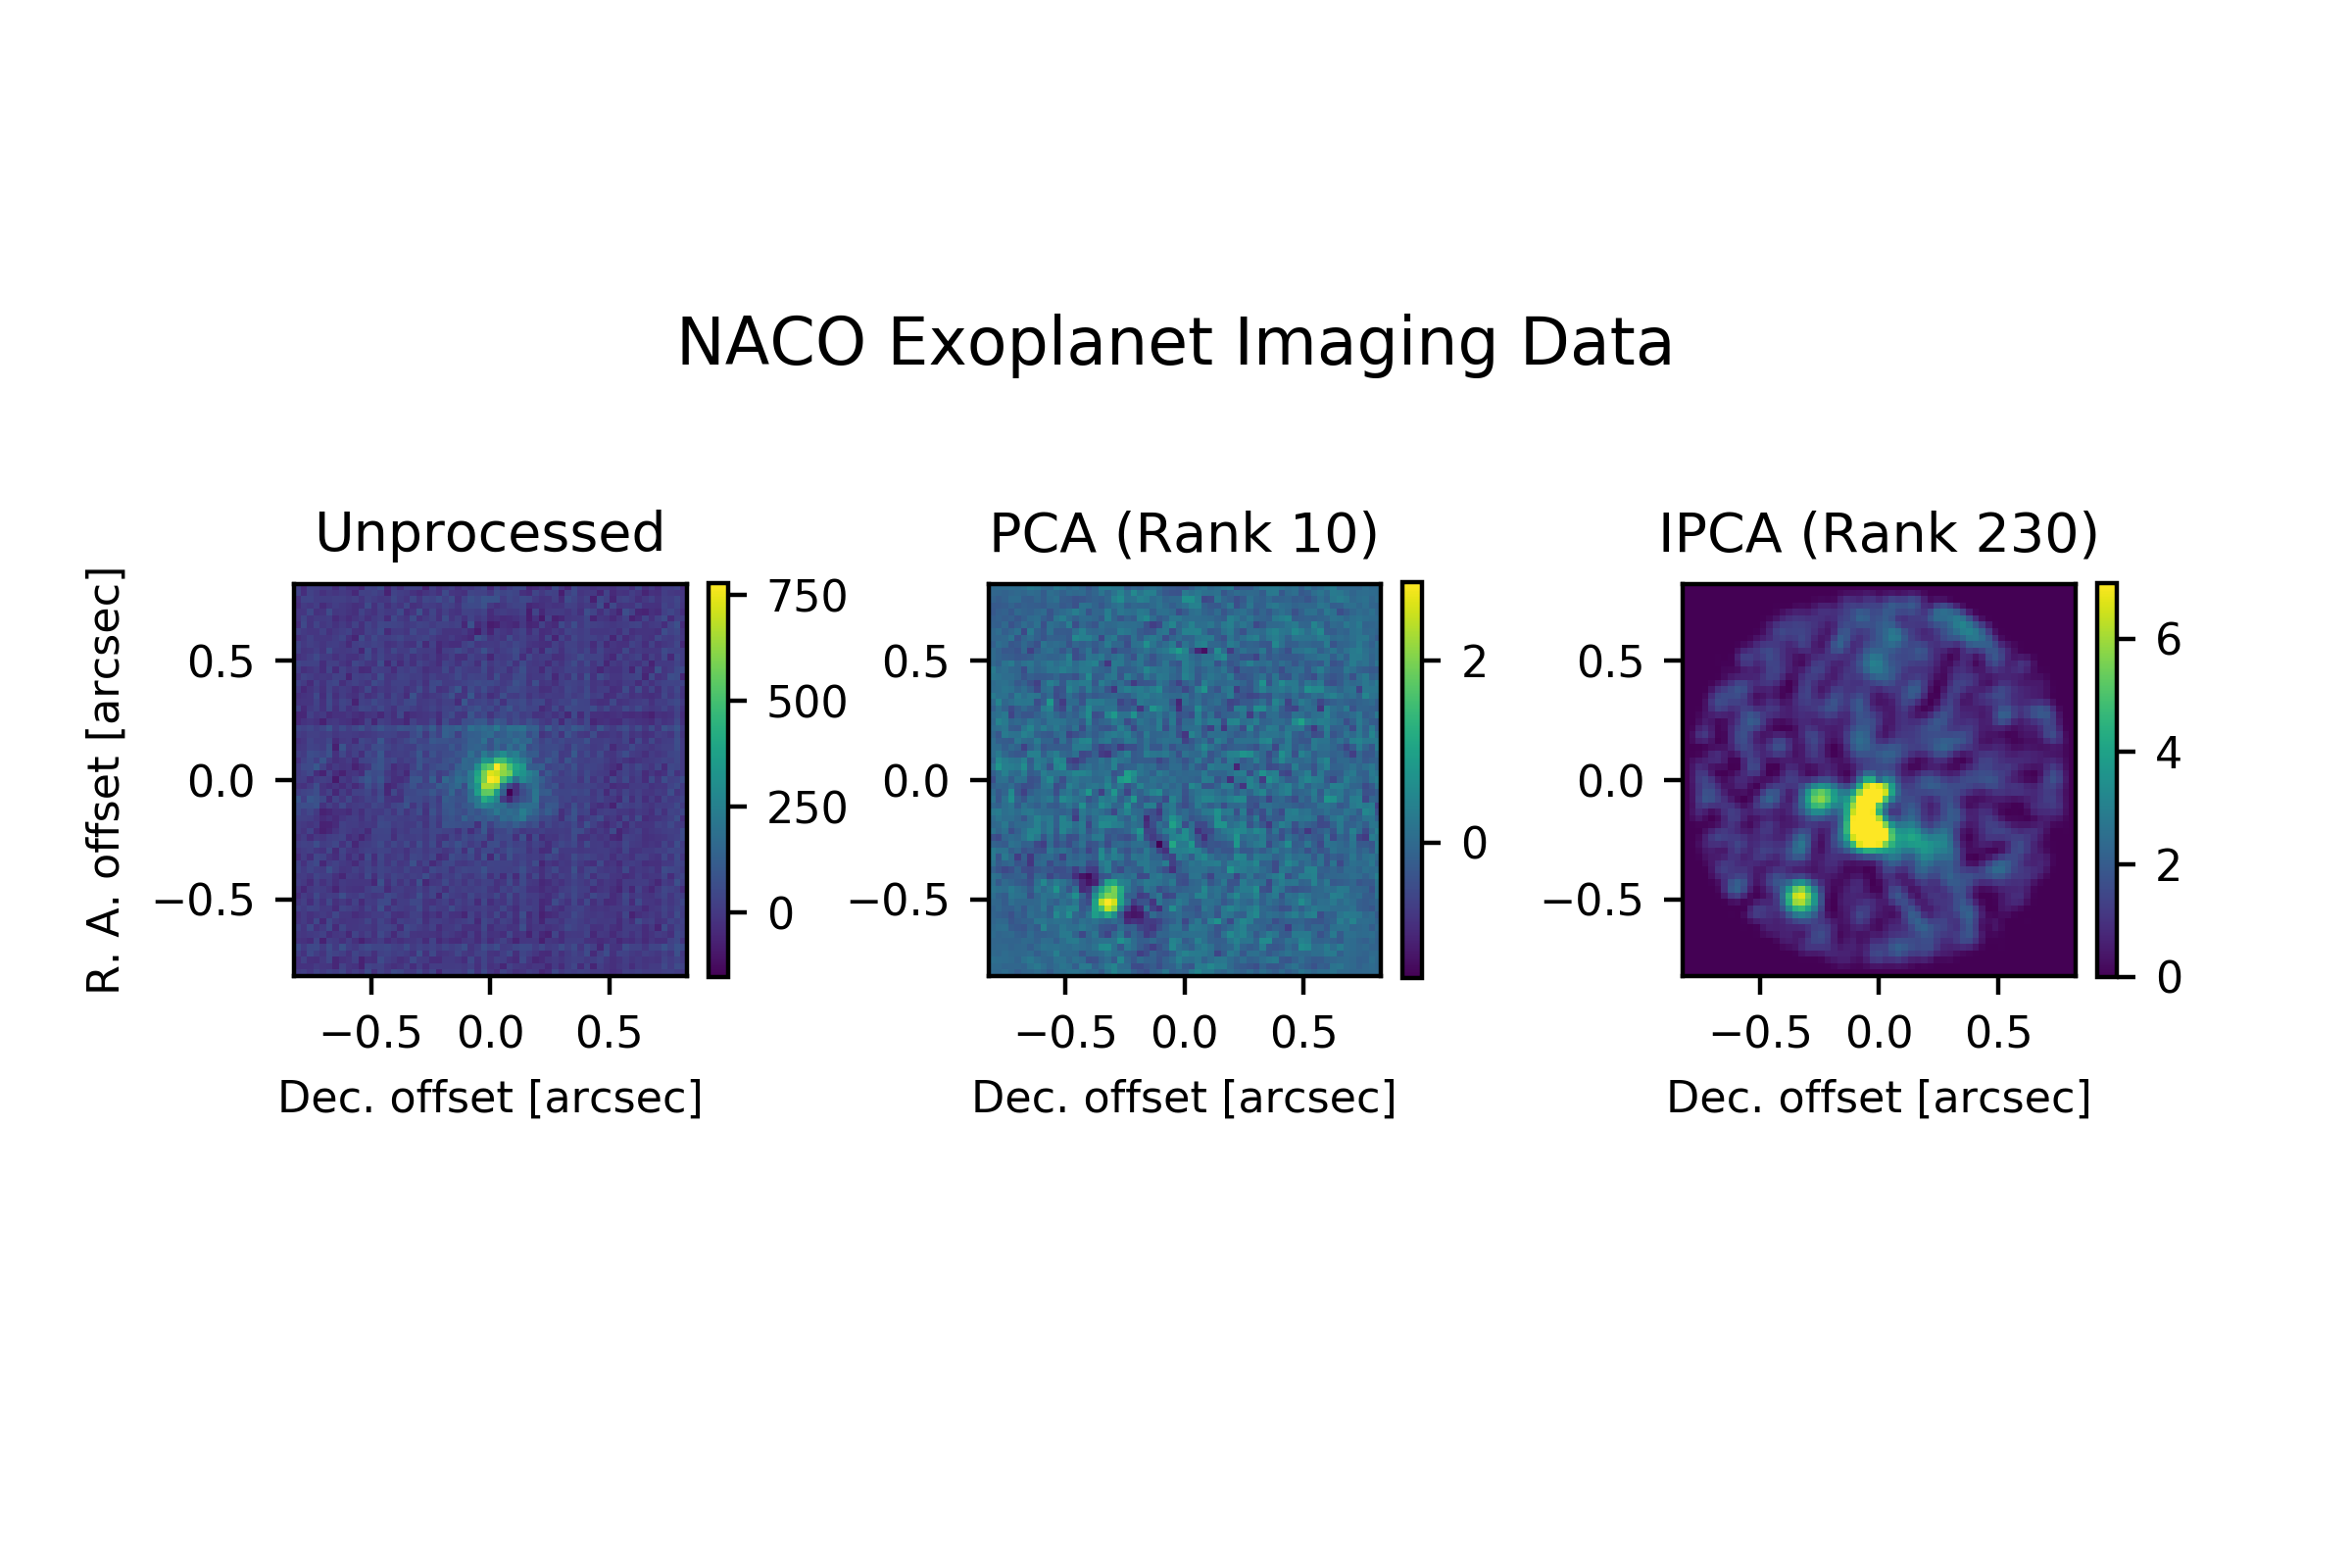 NACO Exoplanet Imaging Data
Unprocessed
PCA (Rank 10)
IPCA (Rank 230)
R. A. offset [arcsec]
0.5
0.0
−0.5
−0.5 0.0 0.5
Dec. offset [arcsec]
750
500
250
0
0.5
0.0
−0.5
−0.5 0.0 0.5
Dec. offset [arcsec]
2
0
0.5
0.0
−0.5
−0.5 0.0 0.5
Dec. offset [arcsec]
6
4
2
0